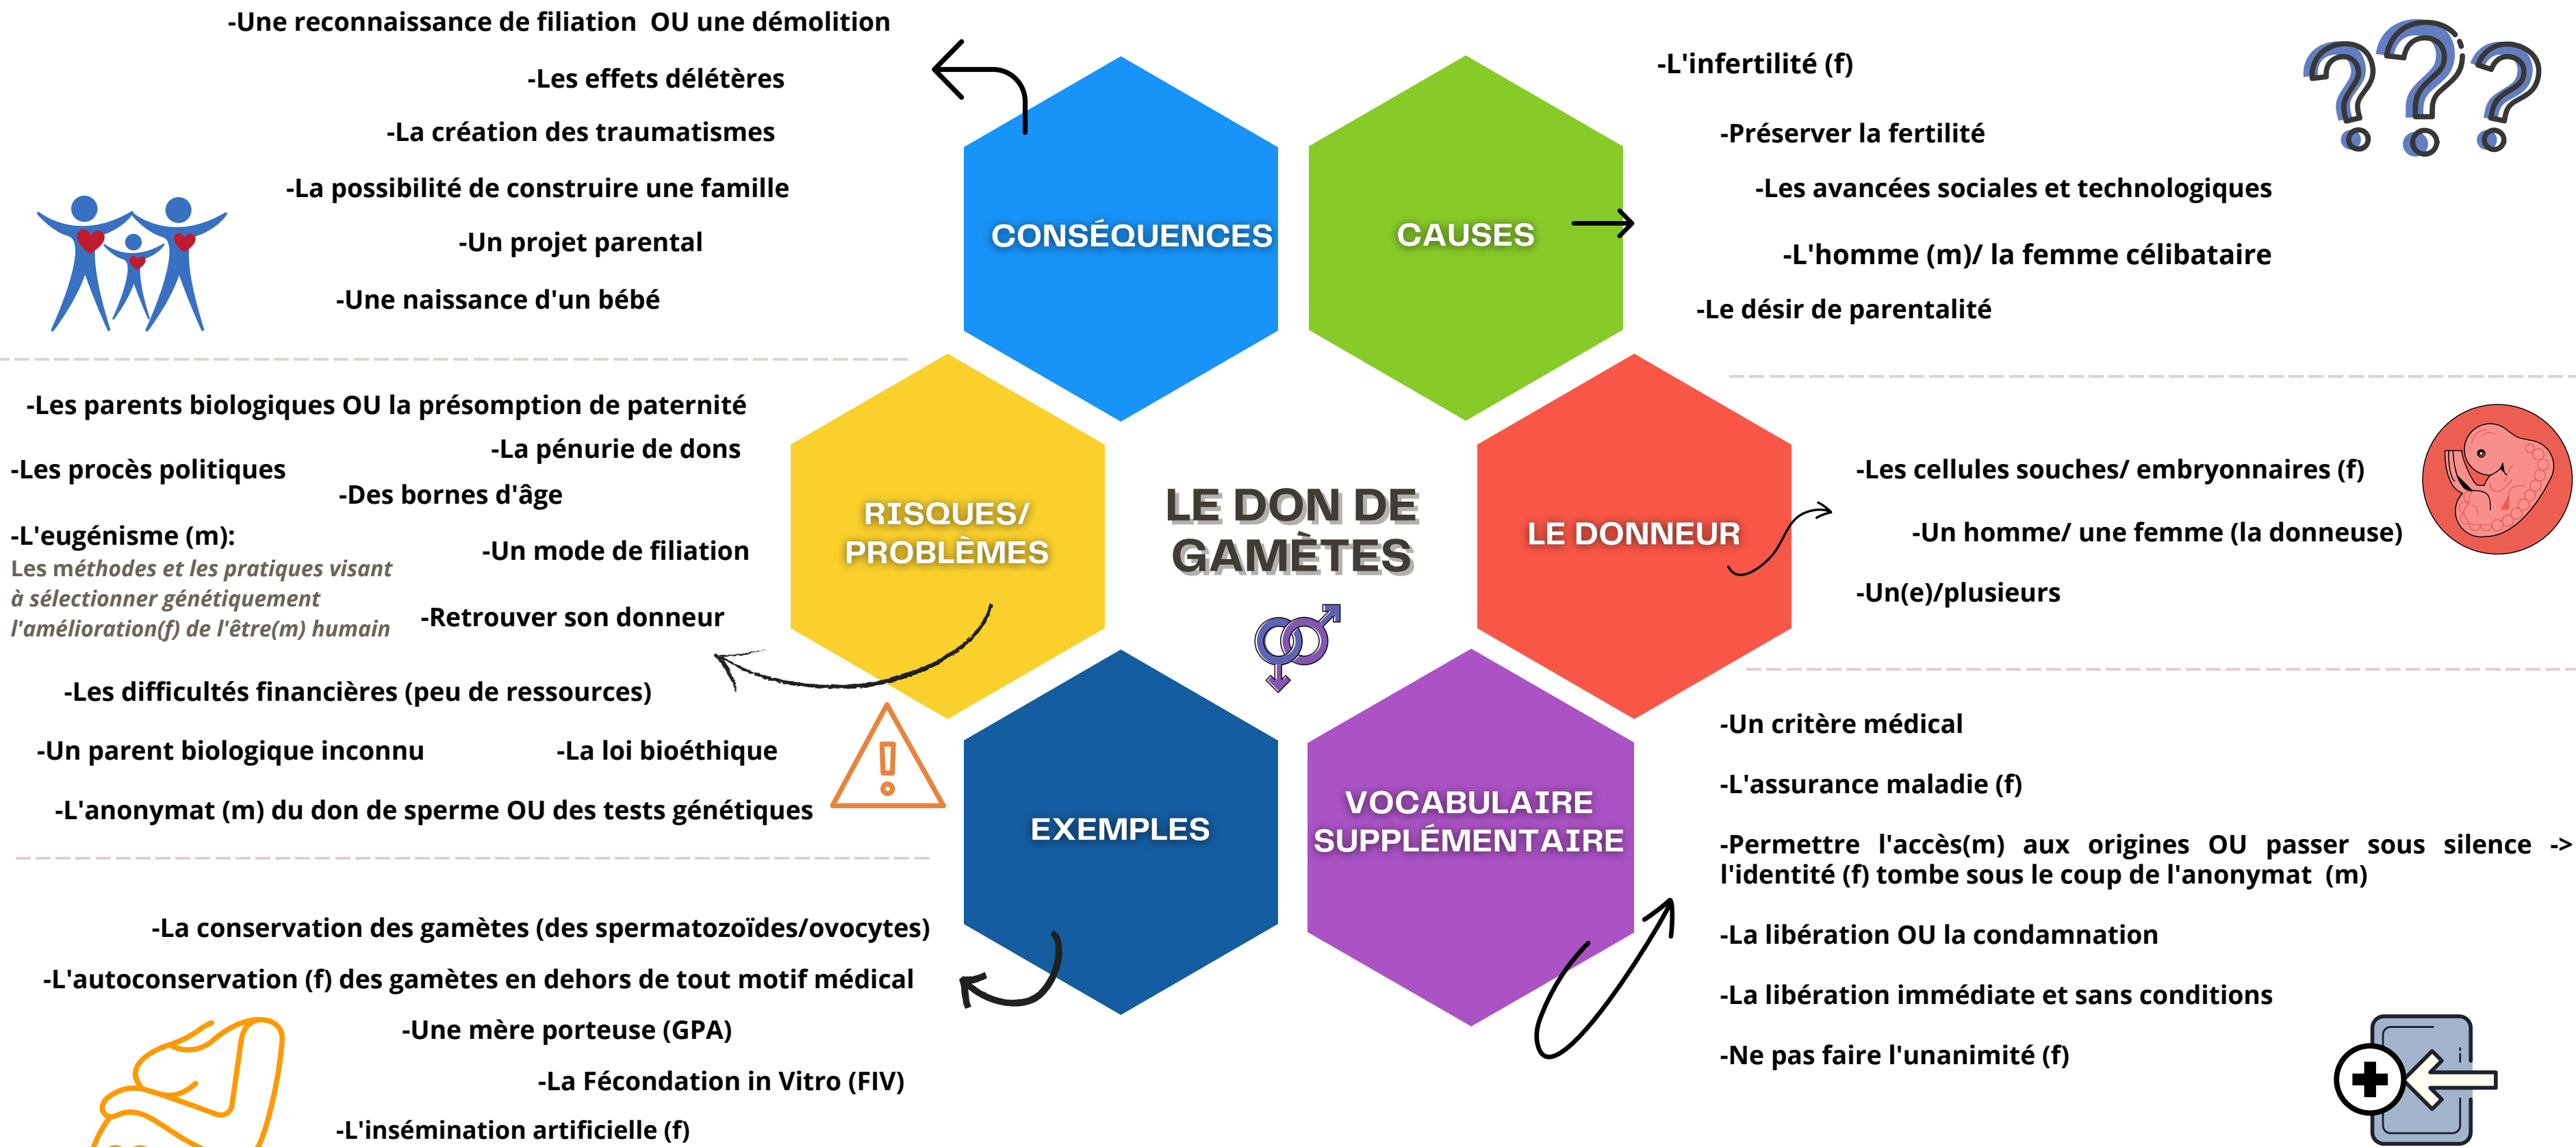 -Une reconnaissance de filiation  OU une démolition
-Les effets délétères
-La création des traumatismes
-La possibilité de construire une famille
-Un projet parental
-Une naissance d'un bébé
CONSÉQUENCES
CAUSES
-L'infertilité (f)
-Préserver la fertilité
-Les avancées sociales et technologiques
-L'homme (m)/ la femme célibataire
-Le désir de parentalité
-Les parents biologiques OU la présomption de paternité
-La pénurie de dons
-Les procès politiques
-Des bornes d'âge
-L'eugénisme (m):
Les méthodes et les pratiques visant
à sélectionner génétiquement
l'amélioration(f) de l'être(m) humain
-Un mode de filiation
-Retrouver son donneur
-Les difficultés financières (peu de ressources)
-Un parent biologique inconnu
-La loi bioéthique
-L'anonymat (m) du don de sperme OU des tests génétiques
RISQUES/
PROBLÈMES
LE DON DE
GAMÈTES
LE DONNEUR
-Les cellules souches/ embryonnaires (f)
-Un homme/ une femme (la donneuse)
-Un(e)/plusieurs
EXEMPLES
-La conservation des gamètes (des spermatozoïdes/ovocytes)
-L'autoconservation (f) des gamètes en dehors de tout motif médical
-Une mère porteuse (GPA)
-La Fécondation in Vitro (FIV)
-L'insémination artificielle (f)
VOCABULAIRE
SUPPLÉMENTAIRE
-Un critère médical
-L'assurance maladie (f)
-Permettre l'accès(m) aux origines OU passer sous silence ->
l'identité (f) tombe sous le coup de l'anonymat  (m)
-La libération OU la condamnation
-La libération immédiate et sans conditions
-Ne pas faire l'unanimité (f)